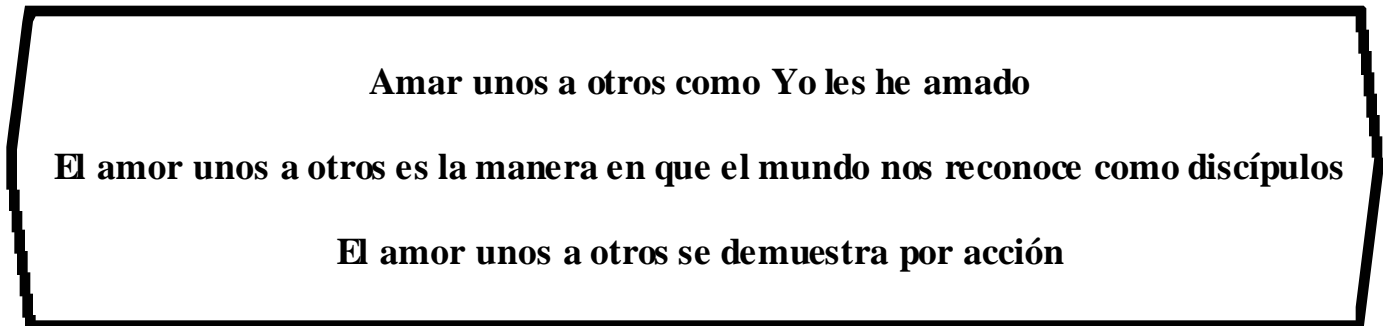 Amar unos a otros como Yo les he amado
El amor unos a otros es la manera en que el mundo nos reconoce como discípulos
El amor unos a otros se demuestra por acción